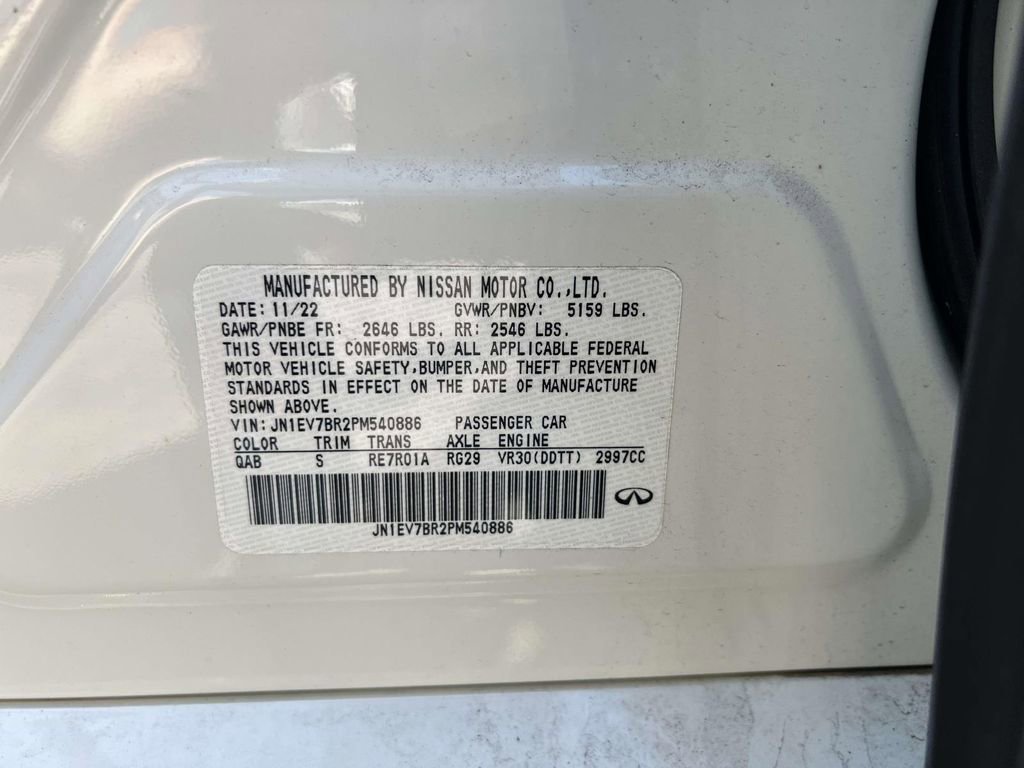 MANUFACTURED BY NISSAN MOTOR CO.,LTD.
DATE: 11/22 GVWR/PNBV: 5159 LBS.
GAWR/PNBE FR: 2646 LBS. RR: 2546 LBS.
THIS VEHICLE CONFORMS TO ALL APPLICABLE FEDERAL
MOTOR VEHICLE SAFETY,BUMPER,AND THEFT PREVENTION
STANDARDS IN EFFECT ON THE DATE OF MANUFACTURE
SHOWN ABOVE.
VIN:JN1EV7BR2PM540886 PASSENGER CAR
COLOR TRIM TRANS AXLE ENGINE
QAB S RE7R01A RG29 VR30(DDTT) 2997CC
JN1EV7BR2PM540886